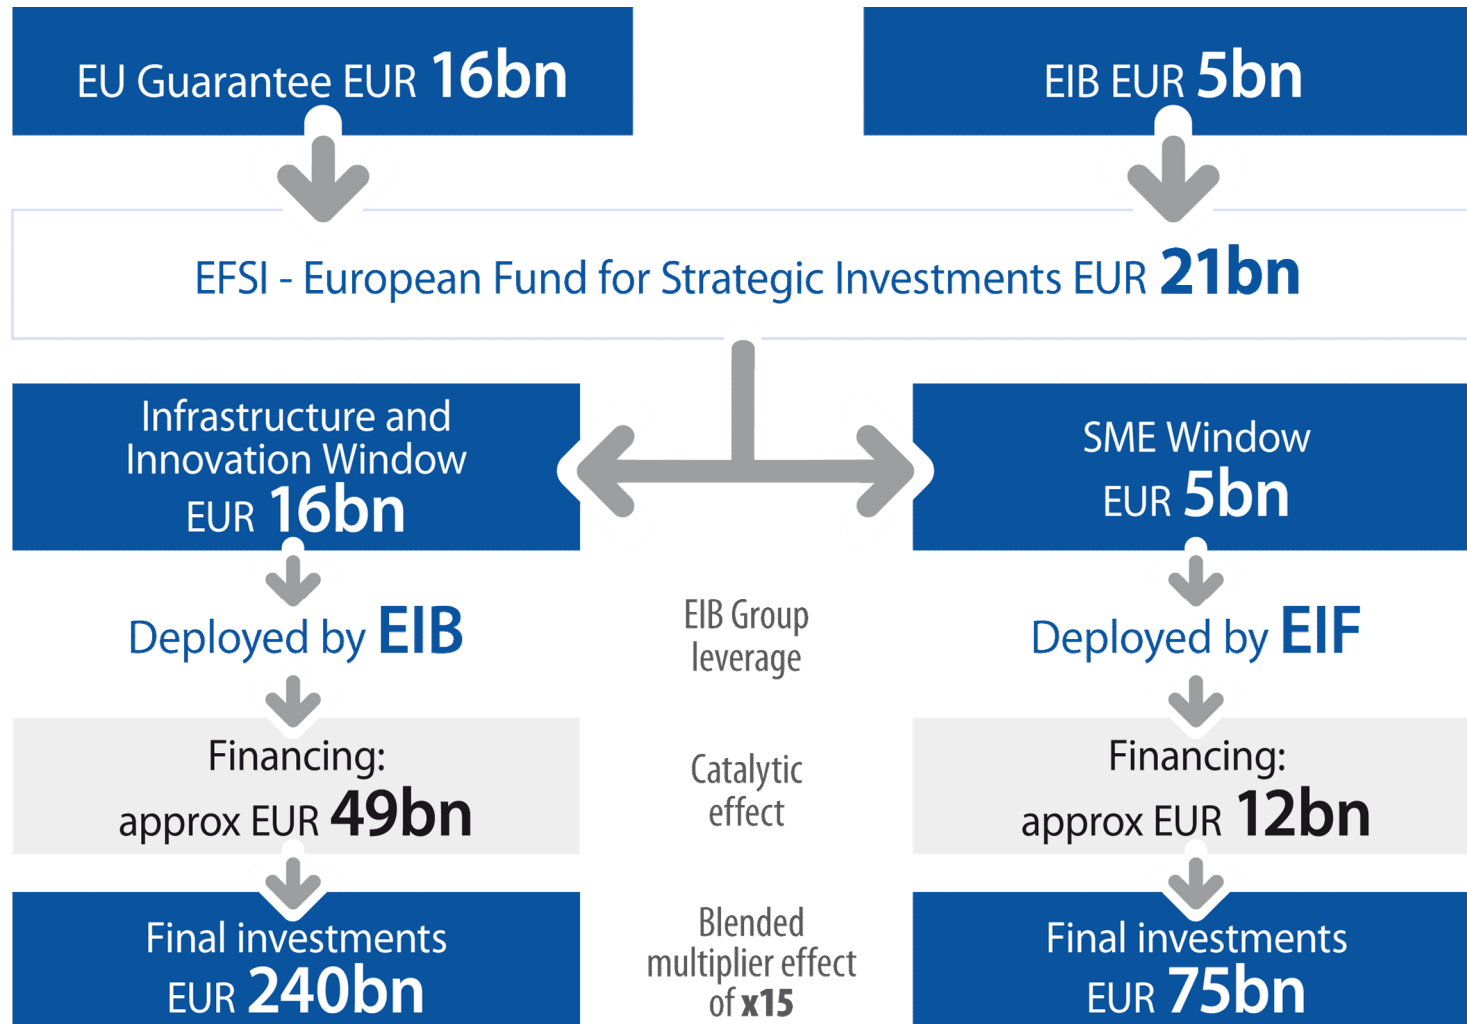 EU Guarantee EUR 16bn
EIB EUR 5bn
EFSI - European Fund for Strategic Investments EUR 21bn
Infrastructure and
Innovation Window
EUR 16bn
SME Window
EUR 5bn
Deployed by EIB
EIB Group
leverage
Deployed by EIF
Financing:
approx EUR 49bn
Catalytic
effect
Financing:
approx EUR 12bn
Final investments
EUR 240bn
Blended
multiplier effect
of x15
Final investments
EUR 75bn